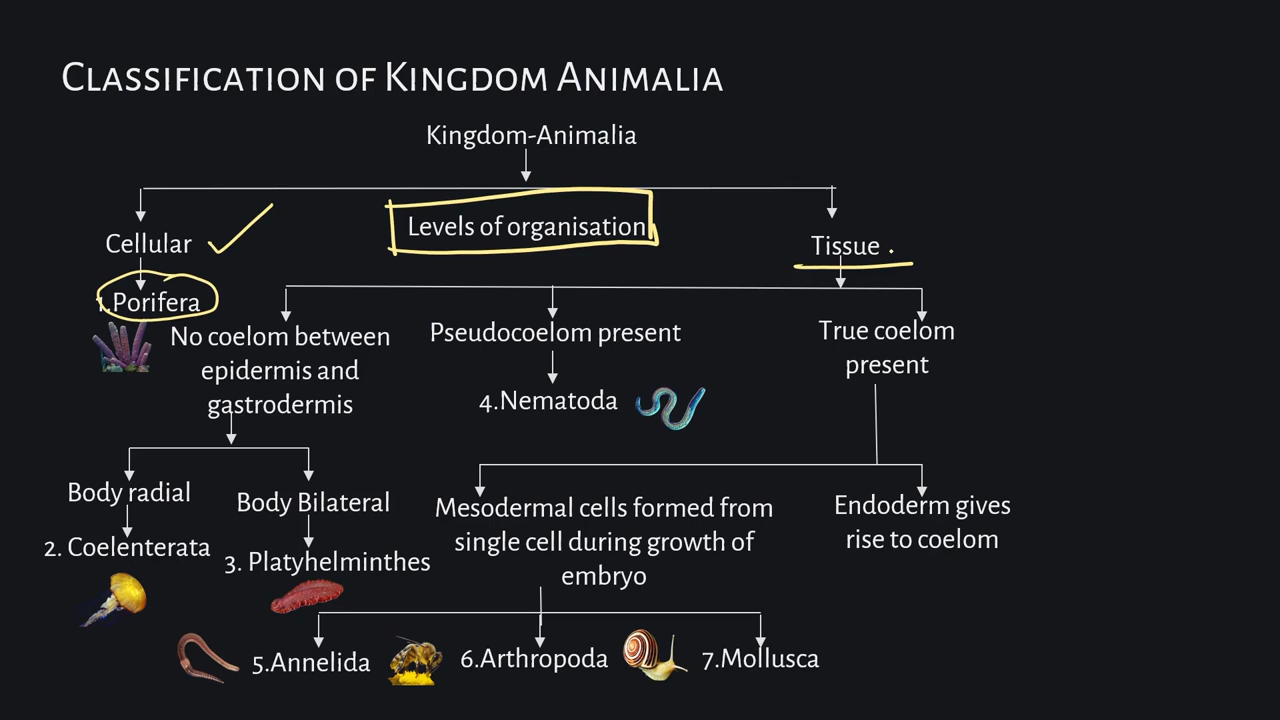 Classification of Kingdom Animalia
Kingdom-Animalia
Levels of organisation
Cellular
Tissue .
1.Porifera
No coelom between
epidermis and
gastrodermis
Pseudocoelom present
4.Nematoda
True coelom
present
Body radial
2. Coelenterata
Body Bilateral
3. Platyhelminthes
Mesodermal cells formed from
single cell during growth of
embryo
Endoderm gives
rise to coelom
5.Annelida
6.Arthropoda
7.Mollusca